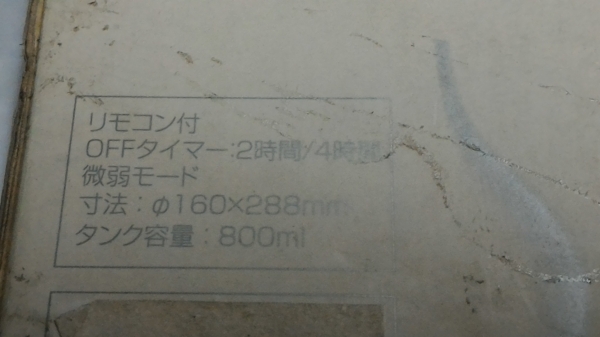 リモコン付
OFFタイマー:2時間/4時間
微弱モード
寸法：φ160×288mm
タンク容量：800ml